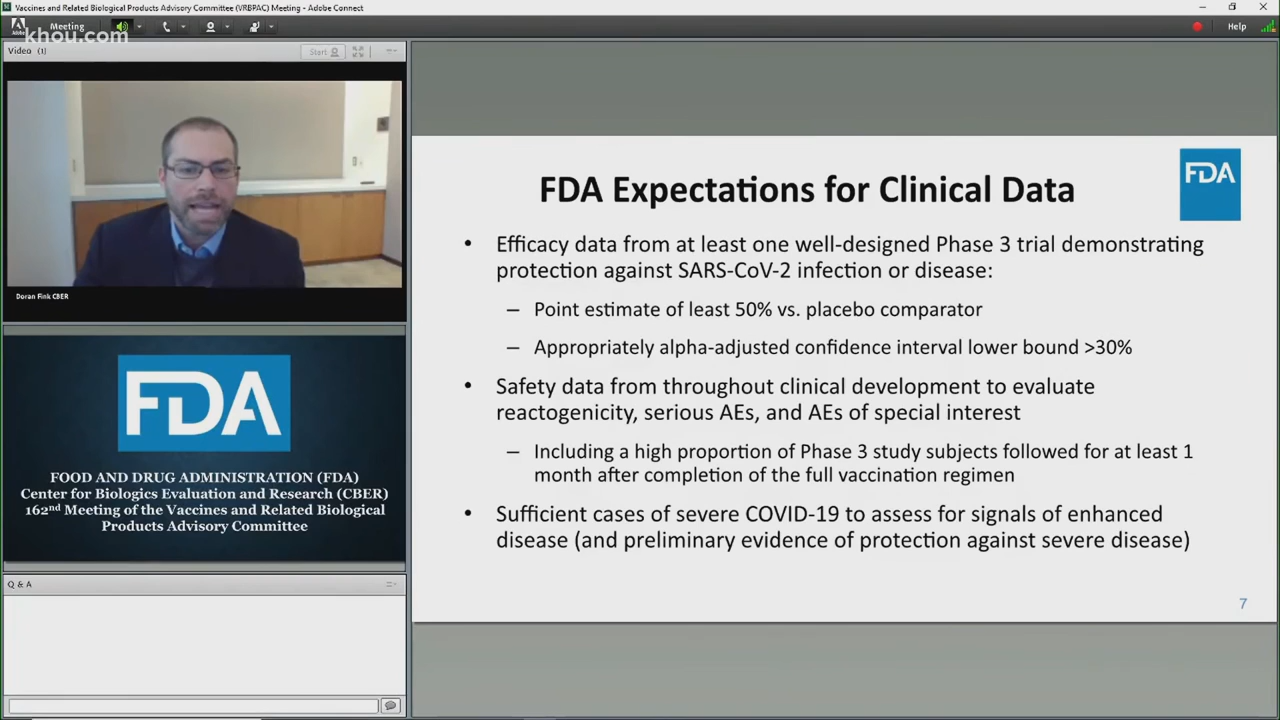 Vaccines and Related Biological Products Advisory Committee (VRBPAC) Meeting - Adobe Connect
Meeting
Help
khou.com
Video (1)
Start
Doran Fink CBER
FDA
FOOD AND DRUG ADMINISTRATION (FDA)
Center for Biologics Evaluation and Research (CBER)
162nd Meeting of the Vaccines and Related Biological
Products Advisory Committee
Q & A
FDA Expectations for Clinical Data
FDA
• Efficacy data from at least one well-designed Phase 3 trial demonstrating
protection against SARS-CoV-2 infection or disease:
– Point estimate of least 50% vs. placebo comparator
– Appropriately alpha-adjusted confidence interval lower bound >30%
• Safety data from throughout clinical development to evaluate
reactogenicity, serious AEs, and AEs of special interest
– Including a high proportion of Phase 3 study subjects followed for at least 1
month after completion of the full vaccination regimen
• Sufficient cases of severe COVID-19 to assess for signals of enhanced
disease (and preliminary evidence of protection against severe disease)
7